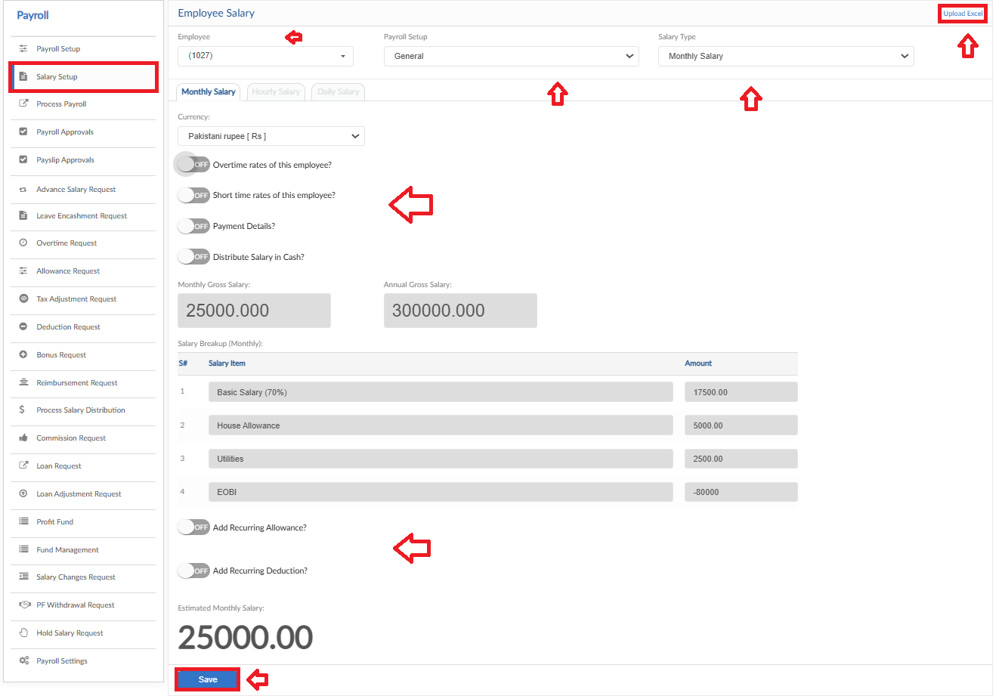 Payroll
Payroll Setup
Salary Setup
Process Payroll
Payroll Approvals
Payslip Approvals
Advance Salary Request
Leave Encashment Request
Overtime Request
Allowance Request
Tax Adjustment Request
Deduction Request
Bonus Request
Reimbursement Request
Process Salary Distribution
Commission Request
Loan Request
Loan Adjustment Request
Profit Fund
Fund Management
Salary Changes Request
PF Withdrawal Request
Hold Salary Request
Payroll Settings
Employee Salary
Upload Excel
Employee Payroll Setup Salary Type
(1027) General Monthly Salary
Monthly Salary Hourly Salary Daily Salary
Currency:
Pakistani rupee [ Rs ]
OFF Overtime rates of this employee?
OFF Short time rates of this employee?
OFF Payment Details?
OFF Distribute Salary in Cash?
Monthly Gross Salary: Annual Gross Salary:
25000.000 300000.000
Salary Breakup (Monthly):
S# Salary Item Amount
1 Basic Salary (70%) 17500.00
2 House Allowance 5000.00
3 Utilities 2500.00
4 EOBI -80000
OFF Add Recurring Allowance?
OFF Add Recurring Deduction?
Estimated Monthly Salary:
25000.00
Save